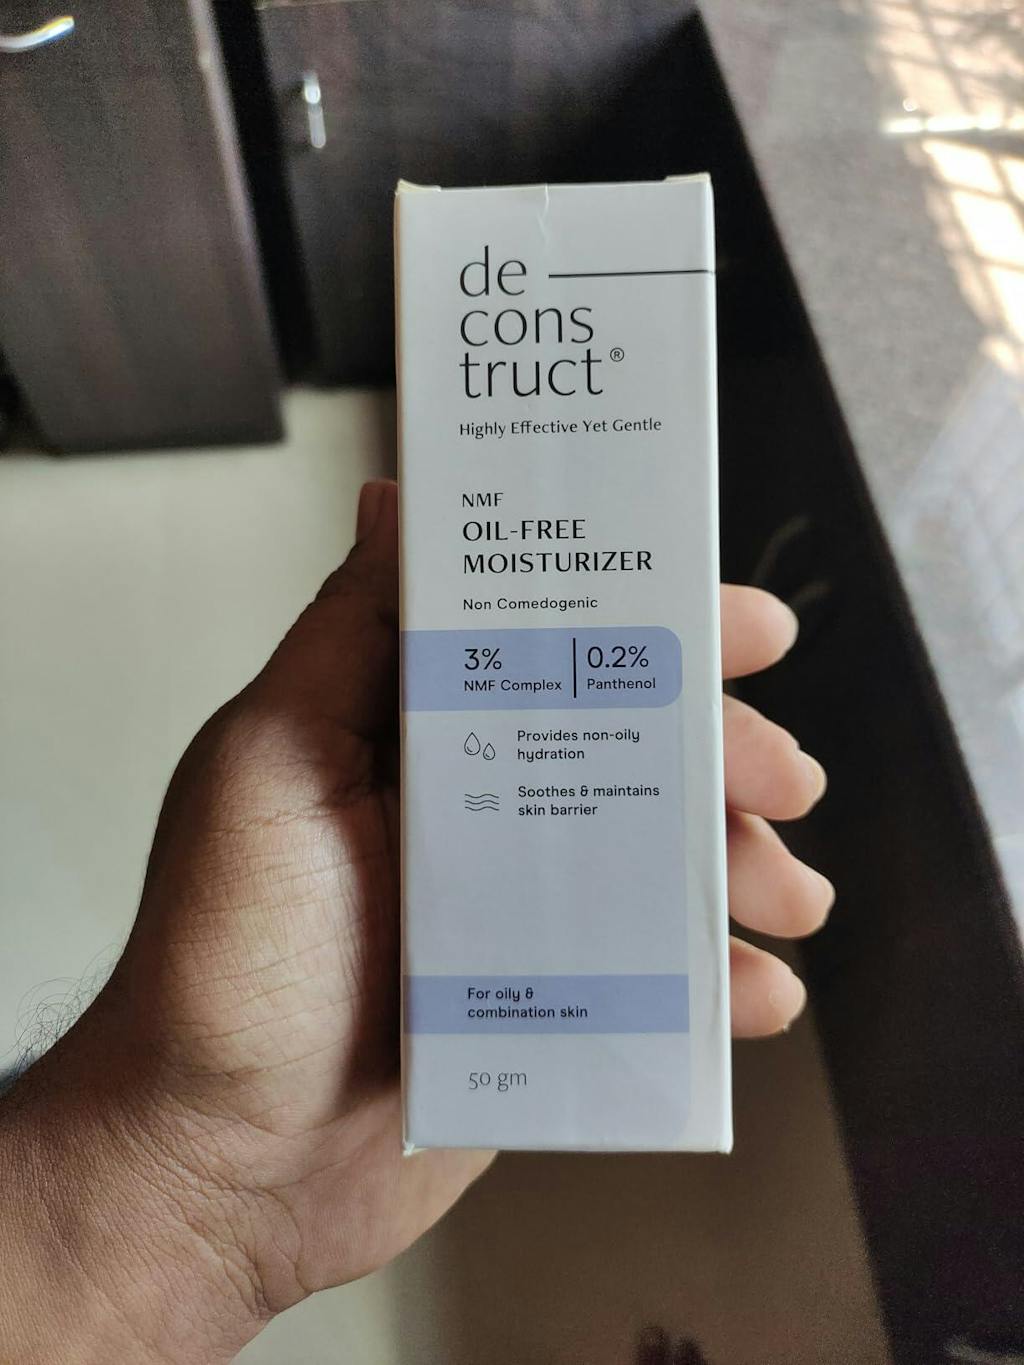 de
cons
truct®
Highly Effective Yet Gentle
NMF
OIL-FREE
MOISTURIZER
Non Comedogenic
3%
NMF Complex
0.2%
Panthenol
Provides non-oily
hydration
Soothes & maintains
skin barrier
For oily &
combination skin
50 gm